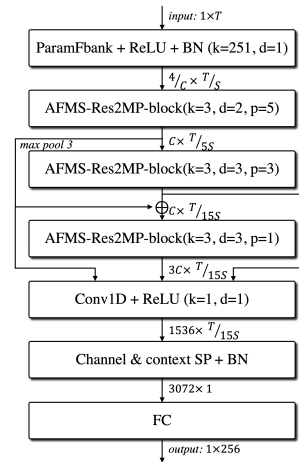 input: 1×T
ParamFbank + ReLU + BN (k=251, d=1)
4/C × T/S
AFMS-Res2MP-block(k=3, d=2, p=5)
max pool 3
C× T/5S
AFMS-Res2MP-block(k=3, d=3, p=3)
C× T/15S
AFMS-Res2MP-block(k=3, d=3, p=1)
3C× T/15S
Conv1D + ReLU (k=1, d=1)
1536× T/15S
Channel & context SP + BN
3072×1
FC
output: 1×256